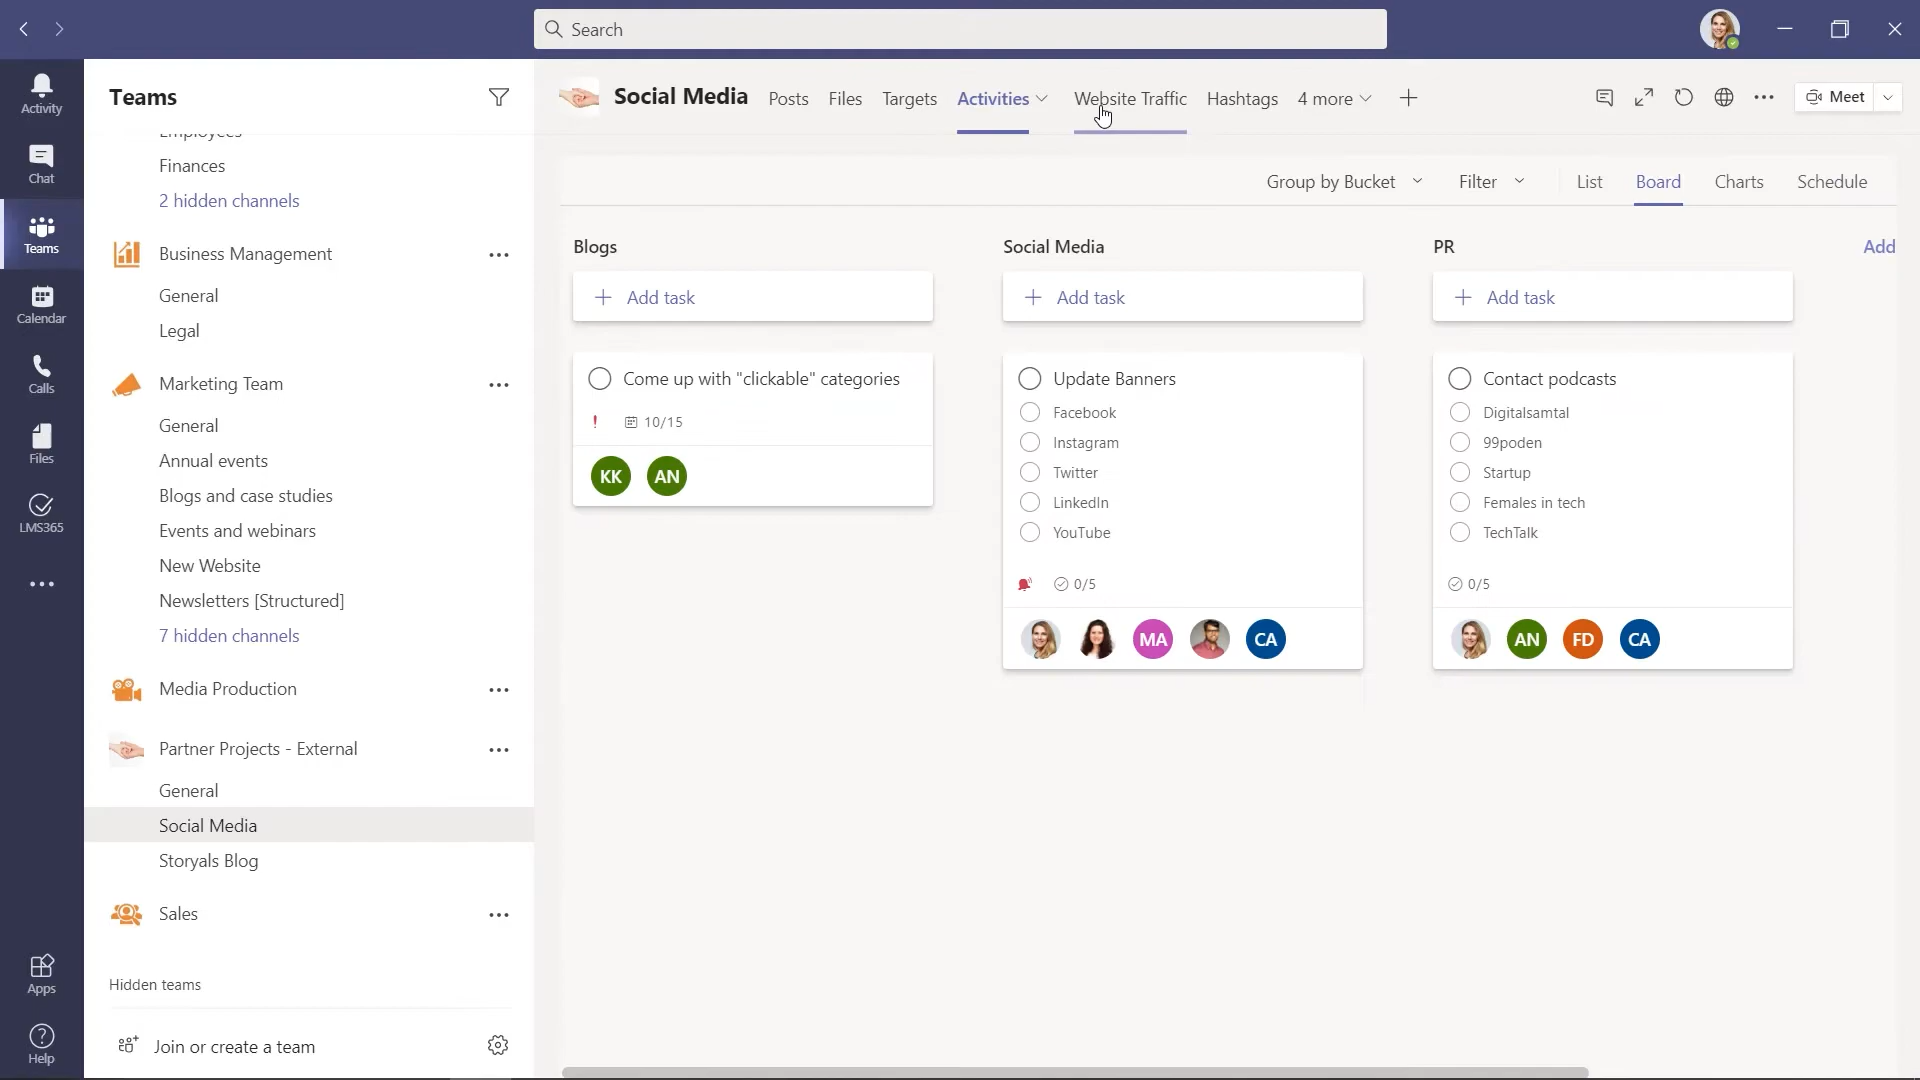 Search
Activity
Chat
Teams
Calendar
Calls
Files
LMS365
Apps
Help
Teams
Employees
Finances
2 hidden channels
Business Management
General
Legal
Marketing Team
General
Annual events
Blogs and case studies
Events and webinars
New Website
Newsletters [Structured]
7 hidden channels
Media Production
Partner Projects - External
General
Social Media
Storyals Blog
Sales
Hidden teams
Join or create a team
Social Media Posts Files Targets Activities Website Traffic Hashtags 4 more Meet
Group by Bucket Filter List Board Charts Schedule
Blogs
Add task
Come up with "clickable" categories
! 10/15
KK AN
Social Media
Add task
Update Banners
Facebook
Instagram
Twitter
LinkedIn
YouTube
0/5
MA CA
PR
Add task
Contact podcasts
Digitalsamtal
99poden
Startup
Females in tech
TechTalk
0/5
AN FD CA
Add